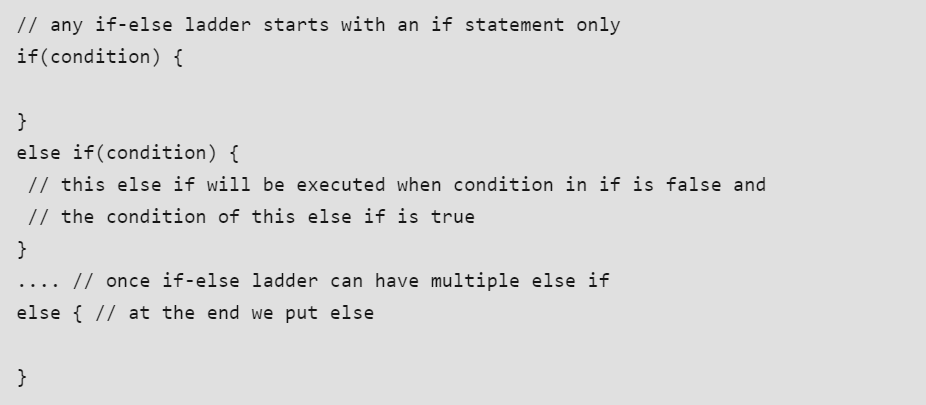 // any if-else ladder starts with an if statement only
if(condition) {
}
else if(condition) {
// this else if will be executed when condition in if is false and
// the condition of this else if is true
}
.... // once if-else ladder can have multiple else if
else { // at the end we put else
}